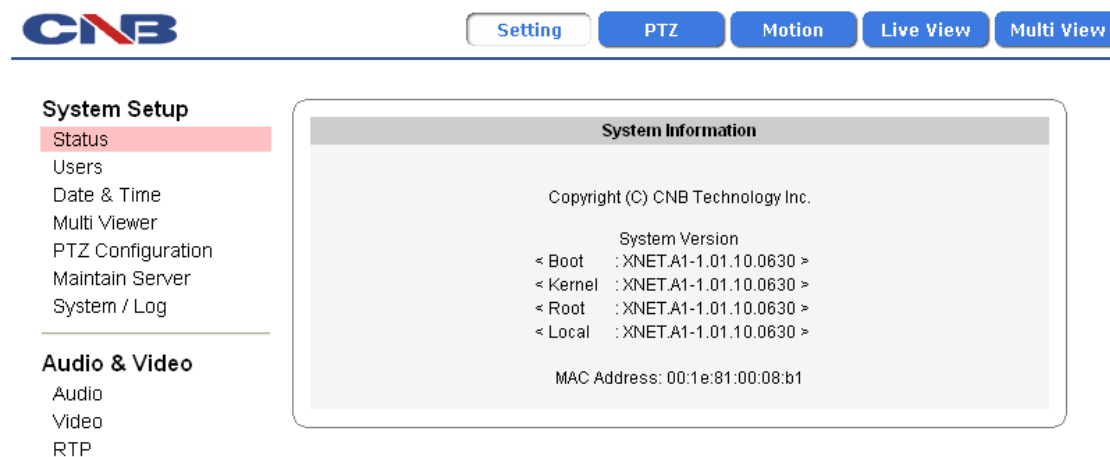 CNB
Setting PTZ Motion Live View Multi View
System Setup
Status
Users
Date & Time
Multi Viewer
PTZ Configuration
Maintain Server
System / Log
Audio & Video
Audio
Video
RTP
System Information
Copyright (C) CNB Technology Inc.
System Version
< Boot : XNET.A1-1.01.10.0630 >
< Kernel : XNET.A1-1.01.10.0630 >
< Root : XNET.A1-1.01.10.0630 >
< Local : XNET.A1-1.01.10.0630 >
MAC Address: 00:1e:81:00:08:b1